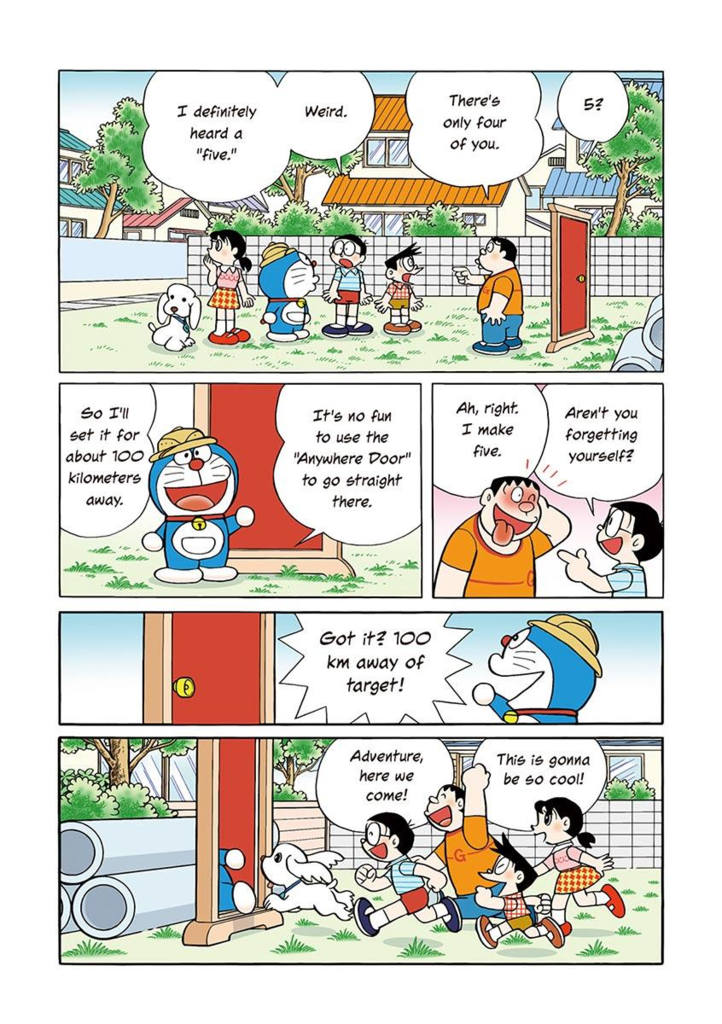 5?
There's
only four
of you.
Weird.
I definitely
heard a
"five."
Aren't you
forgetting
yourself?
Ah, right.
I make
five.
G
It's no fun
to use the
"Anywhere Door"
to go straight
there.
So I'll
set it for
about 100
kilometers
away.
Got it? 100
km away of
target!
This is gonna
be so cool!
Adventure,
here we
come!
G